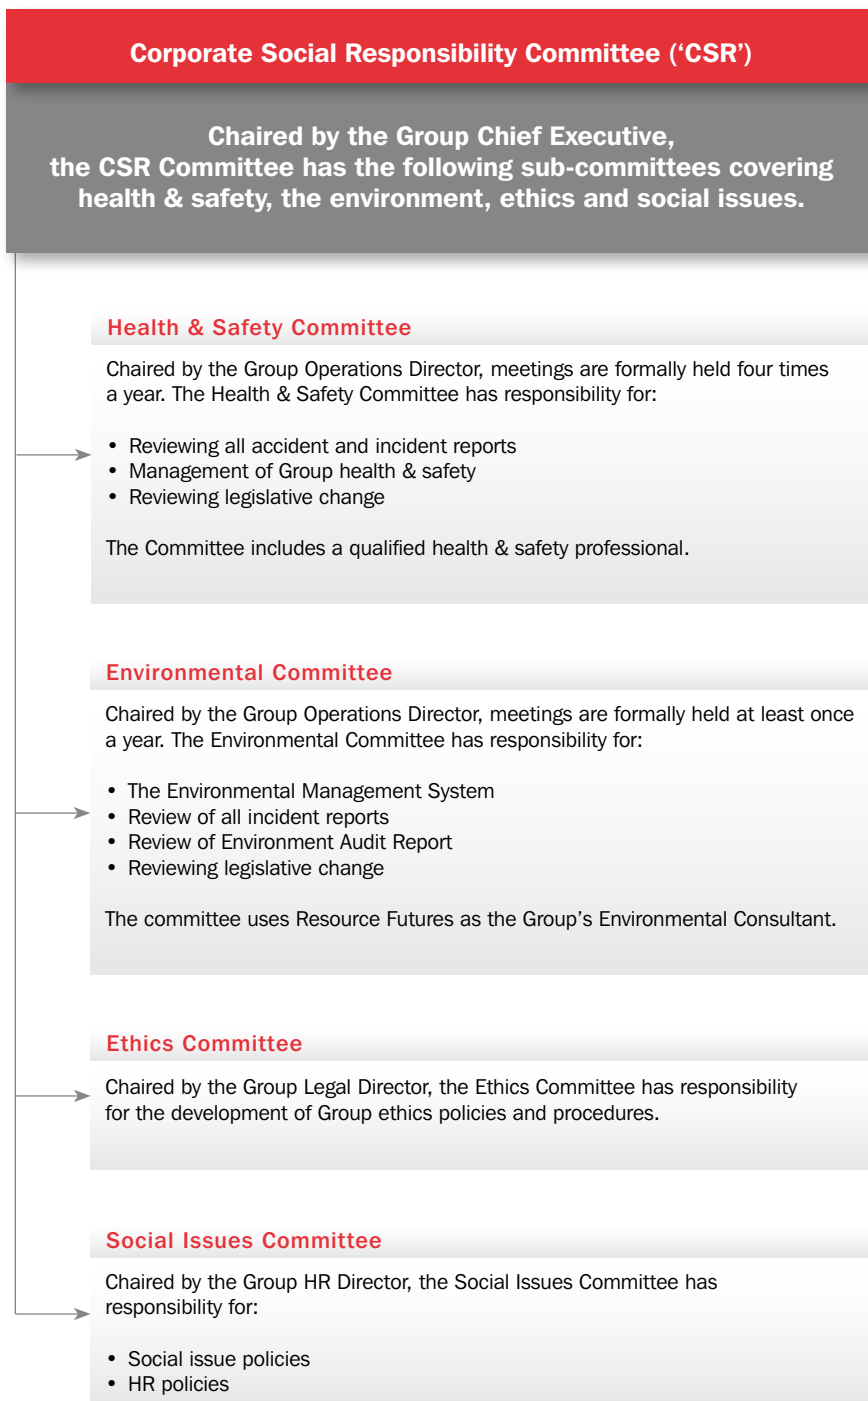 Corporate Social Responsibility Committee (‘CSR’)
Chaired by the Group Chief Executive,
the CSR Committee has the following sub-committees covering
health & safety, the environment, ethics and social issues.
Health & Safety Committee
Chaired by the Group Operations Director, meetings are formally held four times
a year. The Health & Safety Committee has responsibility for:
• Reviewing all accident and incident reports
• Management of Group health & safety
• Reviewing legislative change
The Committee includes a qualified health & safety professional.
Environmental Committee
Chaired by the Group Operations Director, meetings are formally held at least once
a year. The Environmental Committee has responsibility for:
• The Environmental Management System
• Review of all incident reports
• Review of Environment Audit Report
• Reviewing legislative change
The committee uses Resource Futures as the Group’s Environmental Consultant.
Ethics Committee
Chaired by the Group Legal Director, the Ethics Committee has responsibility
for the development of Group ethics policies and procedures.
Social Issues Committee
Chaired by the Group HR Director, the Social Issues Committee has
responsibility for:
• Social issue policies
• HR policies